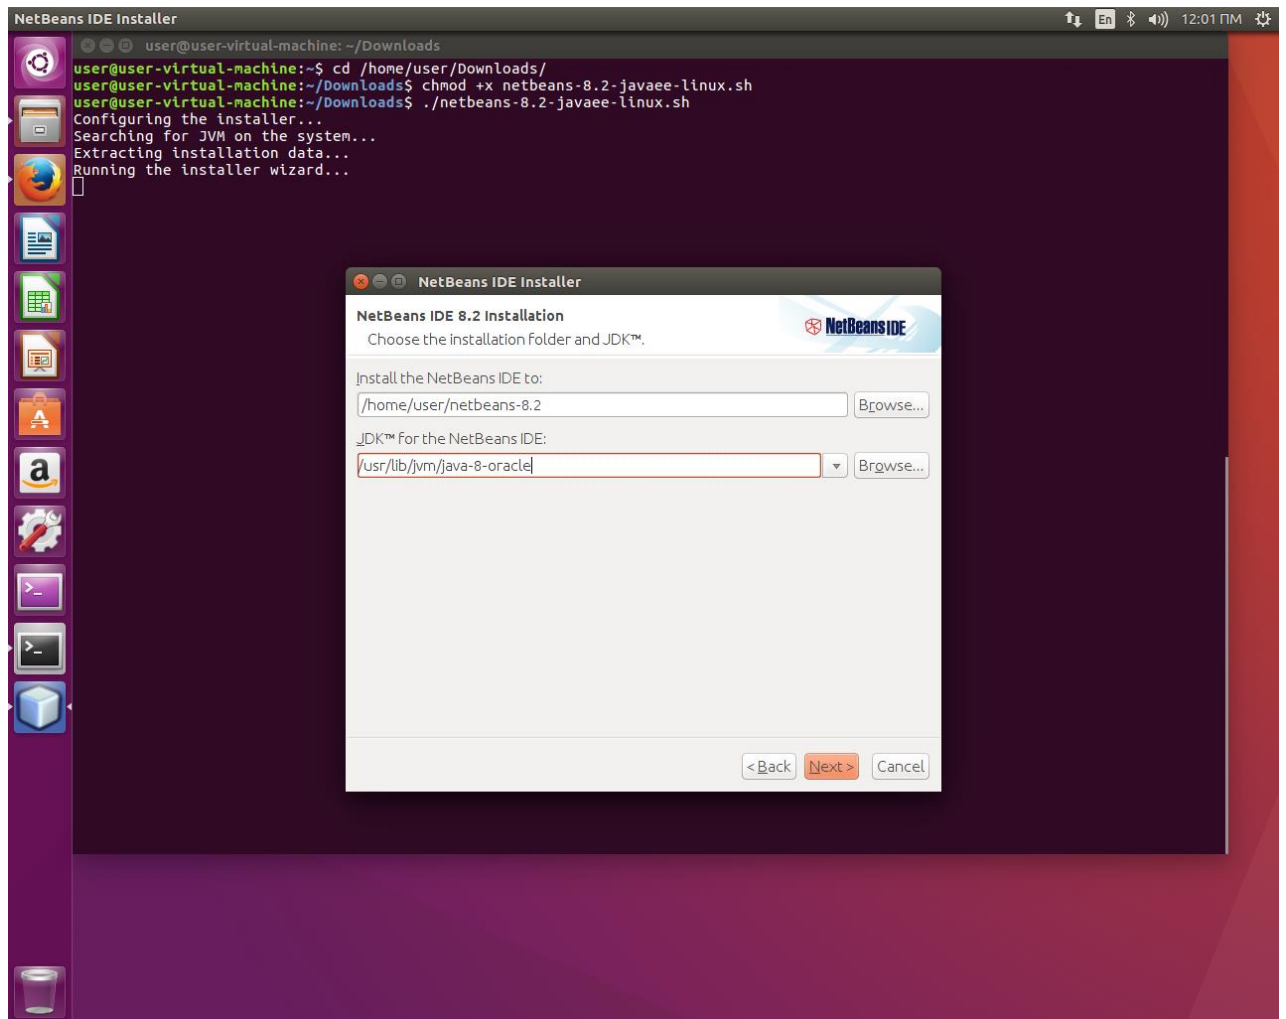 NetBeans IDE Installer
En
12:01 ΠΜ
user@user-virtual-machine: ~/Downloads
user@user-virtual-machine:~$ cd /home/user/Downloads/
user@user-virtual-machine:~/Downloads$ chmod +x netbeans-8.2-javaee-linux.sh
user@user-virtual-machine:~/Downloads$ ./netbeans-8.2-javaee-linux.sh
Configuring the installer...
Searching for JVM on the system...
Extracting installation data...
Running the installer wizard...
NetBeans IDE Installer
NetBeans IDE 8.2 Installation
Choose the installation folder and JDK™.
NetBeans IDE
Install the NetBeans IDE to:
/home/user/netbeans-8.2
Browse...
JDK™ for the NetBeans IDE:
/usr/lib/jvm/java-8-oracle
Browse...
< Back
Next >
Cancel